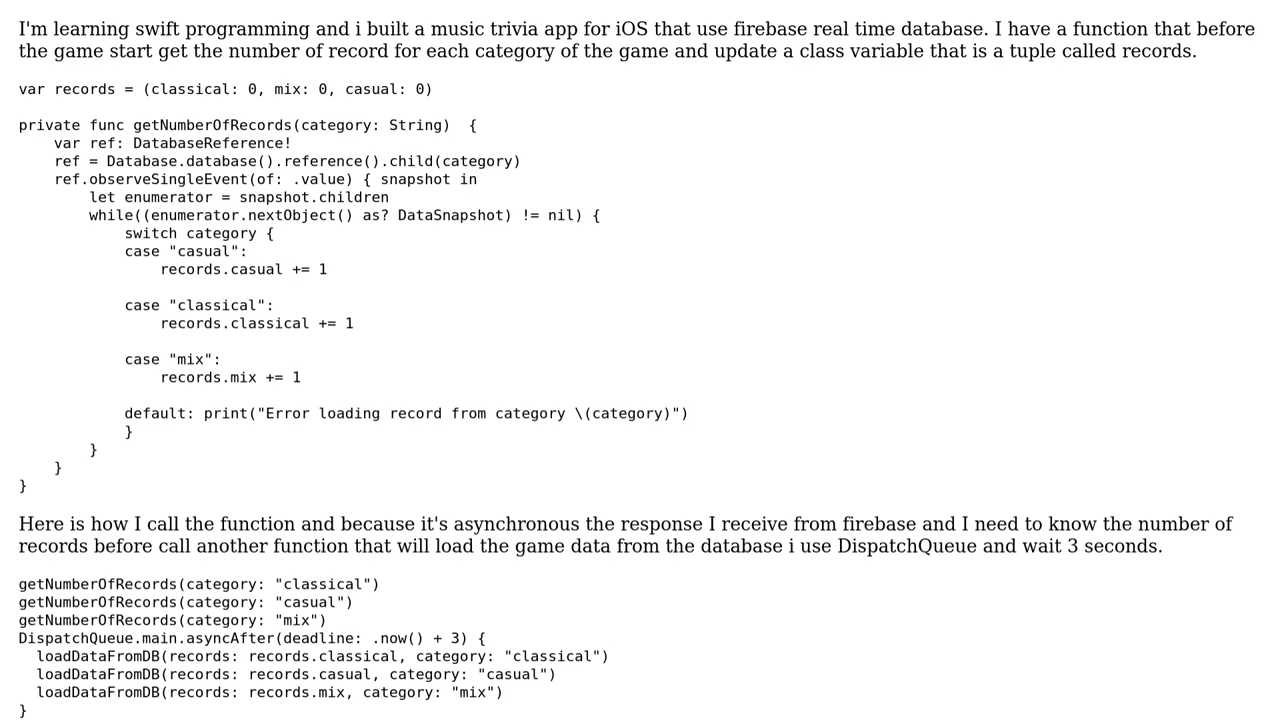 I'm learning swift programming and i built a music trivia app for iOS that use firebase real time database. I have a function that before
the game start get the number of record for each category of the game and update a class variable that is a tuple called records.
var records = (classical: 0, mix: 0, casual: 0)
private func getNumberOfRecords(category: String)  {
    var ref: DatabaseReference!
    ref = Database.database().reference().child(category)
    ref.observeSingleEvent(of: .value) { snapshot in
        let enumerator = snapshot.children
        while((enumerator.nextObject() as? DataSnapshot) != nil) {
            switch category {
            case "casual":
                records.casual += 1
            case "classical":
                records.classical += 1
            case "mix":
                records.mix += 1
            default: print("Error loading record from category \(category)")
            }
        }
    }
}
Here is how I call the function and because it's asynchronous the response I receive from firebase and I need to know the number of
records before call another function that will load the game data from the database i use DispatchQueue and wait 3 seconds.
getNumberOfRecords(category: "classical")
getNumberOfRecords(category: "casual")
getNumberOfRecords(category: "mix")
DispatchQueue.main.asyncAfter(deadline: .now() + 3) {
  loadDataFromDB(records: records.classical, category: "classical")
  loadDataFromDB(records: records.casual, category: "casual")
  loadDataFromDB(records: records.mix, category: "mix")
}